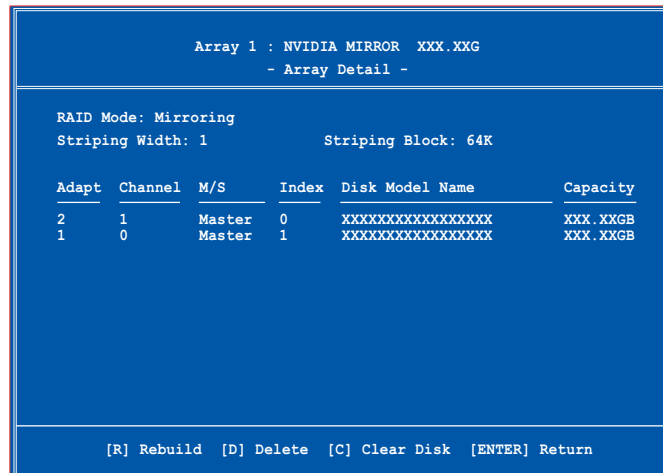 Array 1 : NVIDIA MIRROR XXX.XXG
- Array Detail -
RAID Mode: Mirroring
Striping Width: 1 Striping Block: 64K
Adapt Channel M/S Index Disk Model Name Capacity
2 1 Master 0 XXXXXXXXXXXXXXXXX XXX.XXGB
1 0 Master 1 XXXXXXXXXXXXXXXXX XXX.XXGB
[R] Rebuild [D] Delete [C] Clear Disk [ENTER] Return